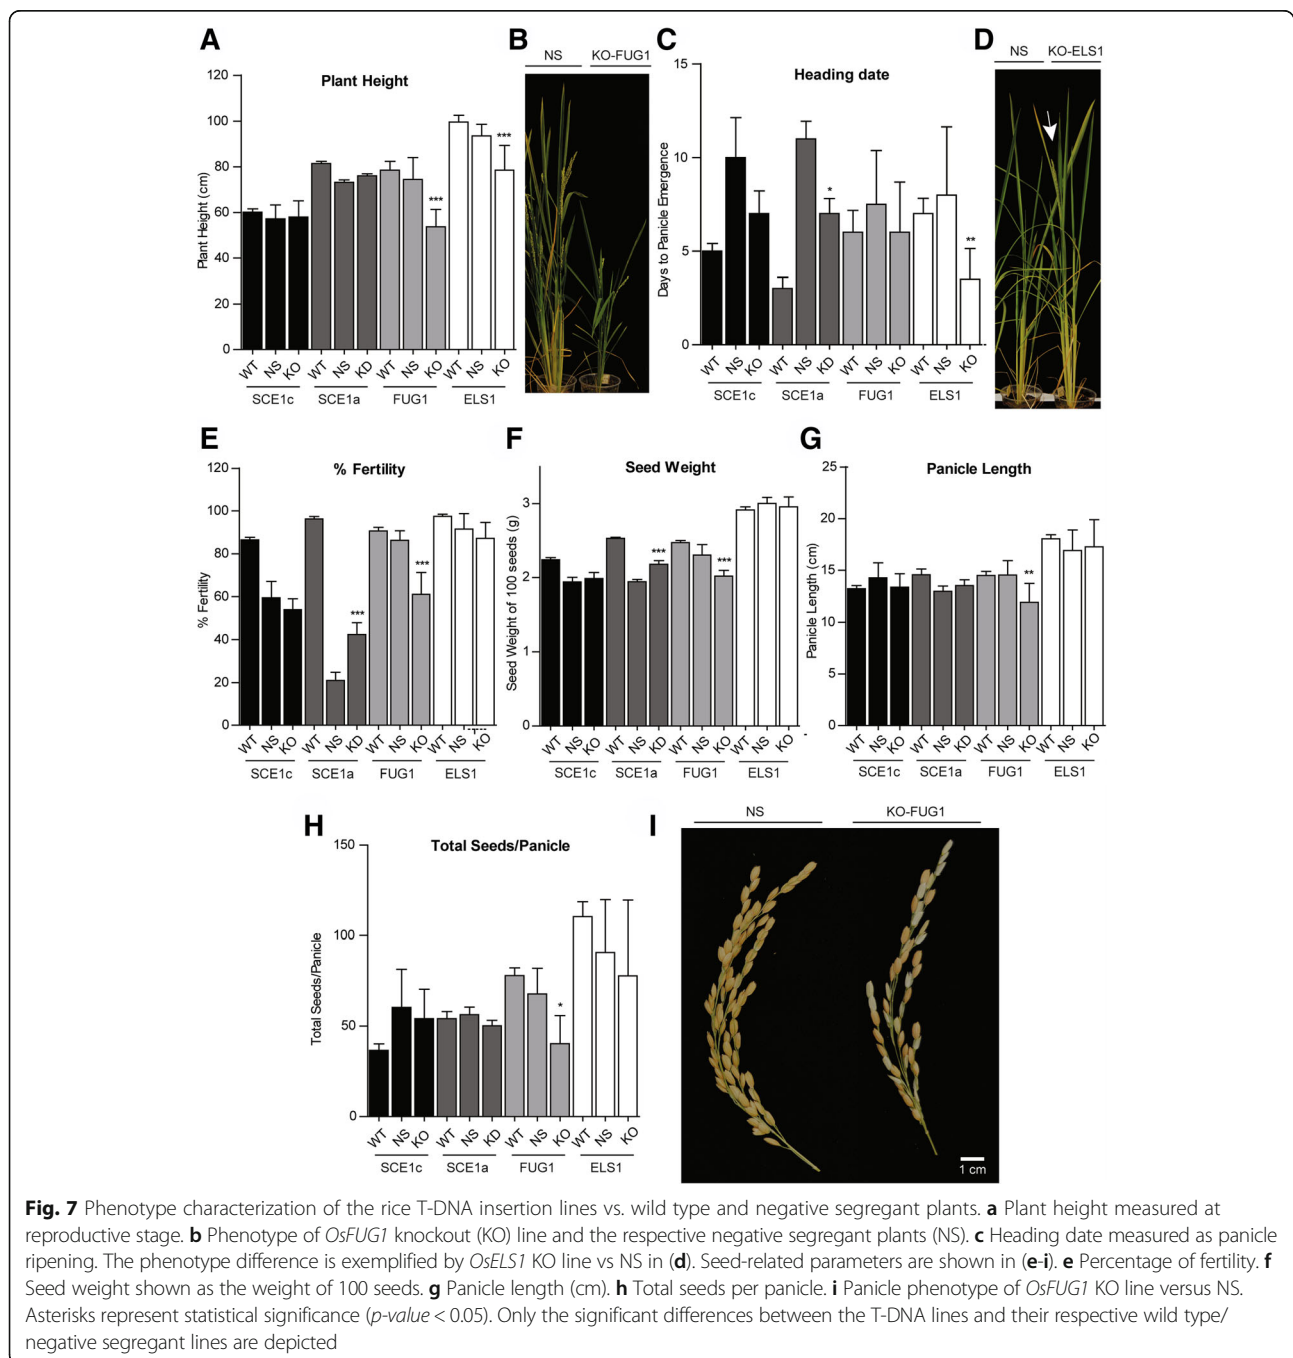 A
Plant Height
Plant Height (cm)
120
100
80
60
40
20
0
WT NS KO WT NS KD WT NS KO WT NS KO
SCE1c SCE1a FUG1 ELS1
***
***
B
NS KO-FUG1
C
Heading date
Days to Panicle Emergence
15
10
5
0
WT NS KO WT NS KD WT NS KO WT NS KO
SCE1c SCE1a FUG1 ELS1
*
**
D
NS KO-ELS1
E
% Fertility
% Fertility
120
100
80
60
40
20
0
WT NS KO WT NS KD WT NS KO WT NS KO
SCE1c SCE1a FUG1 ELS1
***
***
F
Seed Weight
Seed Weight of 100 seeds (g)
3
2
1
0
WT NS KO WT NS KD WT NS KO WT NS KO
SCE1c SCE1a FUG1 ELS1
***
***
G
Panicle Length
Panicle Length (cm)
25
20
15
10
5
0
WT NS KO WT NS KD WT NS KO WT NS KO
SCE1c SCE1a FUG1 ELS1
**
H
Total Seeds/Panicle
Total Seeds/Panicle
150
100
50
0
WT NS KO WT NS KD WT NS KO WT NS KO
SCE1c SCE1a FUG1 ELS1
*
I
NS KO-FUG1
1 cm
Fig. 7 Phenotype characterization of the rice T-DNA insertion lines vs. wild type and negative segregant plants. a Plant height measured at
reproductive stage. b Phenotype of OsFUG1 knockout (KO) line and the respective negative segregant plants (NS). c Heading date measured as panicle
ripening. The phenotype difference is exemplified by OsELS1 KO line vs NS in (d). Seed-related parameters are shown in (e-i). e Percentage of fertility. f
Seed weight shown as the weight of 100 seeds. g Panicle length (cm). h Total seeds per panicle. i Panicle phenotype of OsFUG1 KO line versus NS.
Asterisks represent statistical significance (p-value < 0.05). Only the significant differences between the T-DNA lines and their respective wild type/
negative segregant lines are depicted